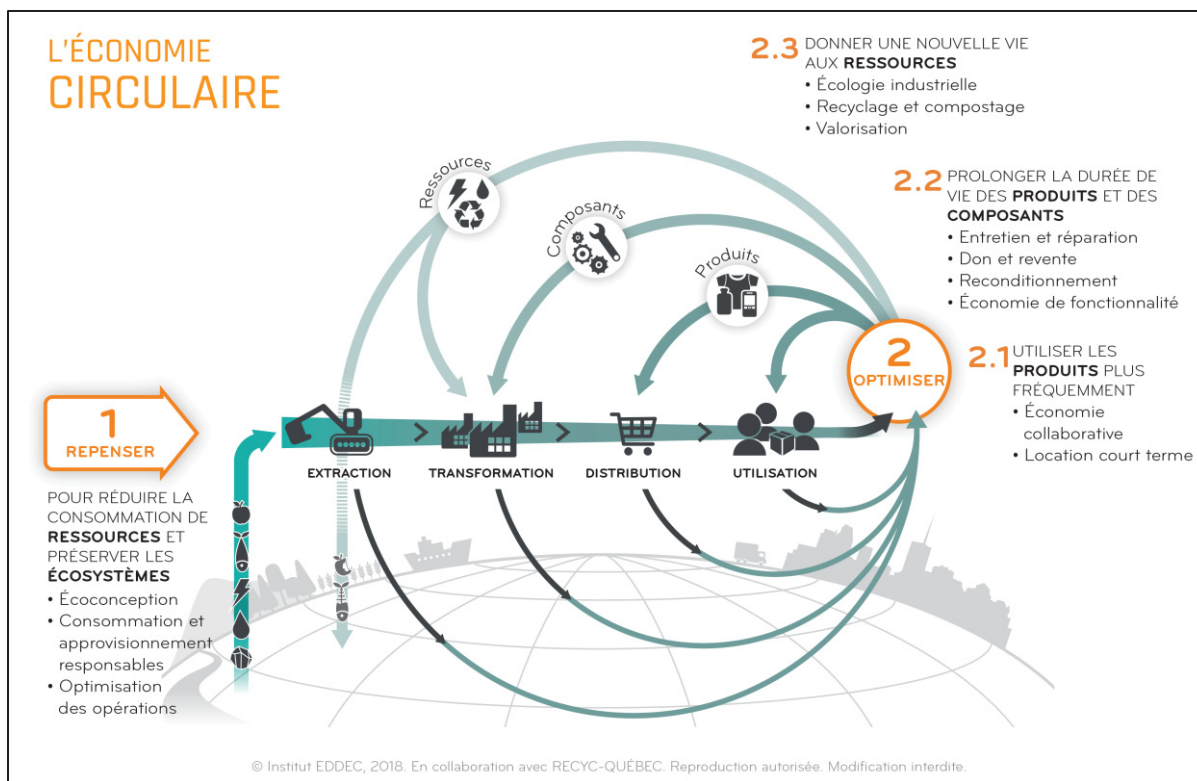 L'ÉCONOMIE
CIRCULAIRE
2.3 DONNER UNE NOUVELLE VIE
AUX RESSOURCES
• Écologie industrielle
• Recyclage et compostage
• Valorisation
2.2 PROLONGER LA DURÉE DE
VIE DES PRODUITS ET DES
COMPOSANTS
• Entretien et réparation
• Don et revente
• Reconditionnement
• Économie de fonctionnalité
2.1 UTILISER LES
PRODUITS PLUS
FRÉQUEMMENT
• Économie
collaborative
• Location court terme
Ressources
Composants
Produits
2
OPTIMISER
1
REPENSER
EXTRACTION
TRANSFORMATION
DISTRIBUTION
UTILISATION
POUR RÉDUIRE LA
CONSOMMATION DE
RESSOURCES ET
PRÉSERVER LES
ÉCOSYSTÈMES
• Écoconception
• Consommation et
approvisionnement
responsables
• Optimisation
des opérations
© Institut EDDEC, 2018. En collaboration avec RECYC-QUÉBEC. Reproduction autorisée. Modification interdite.